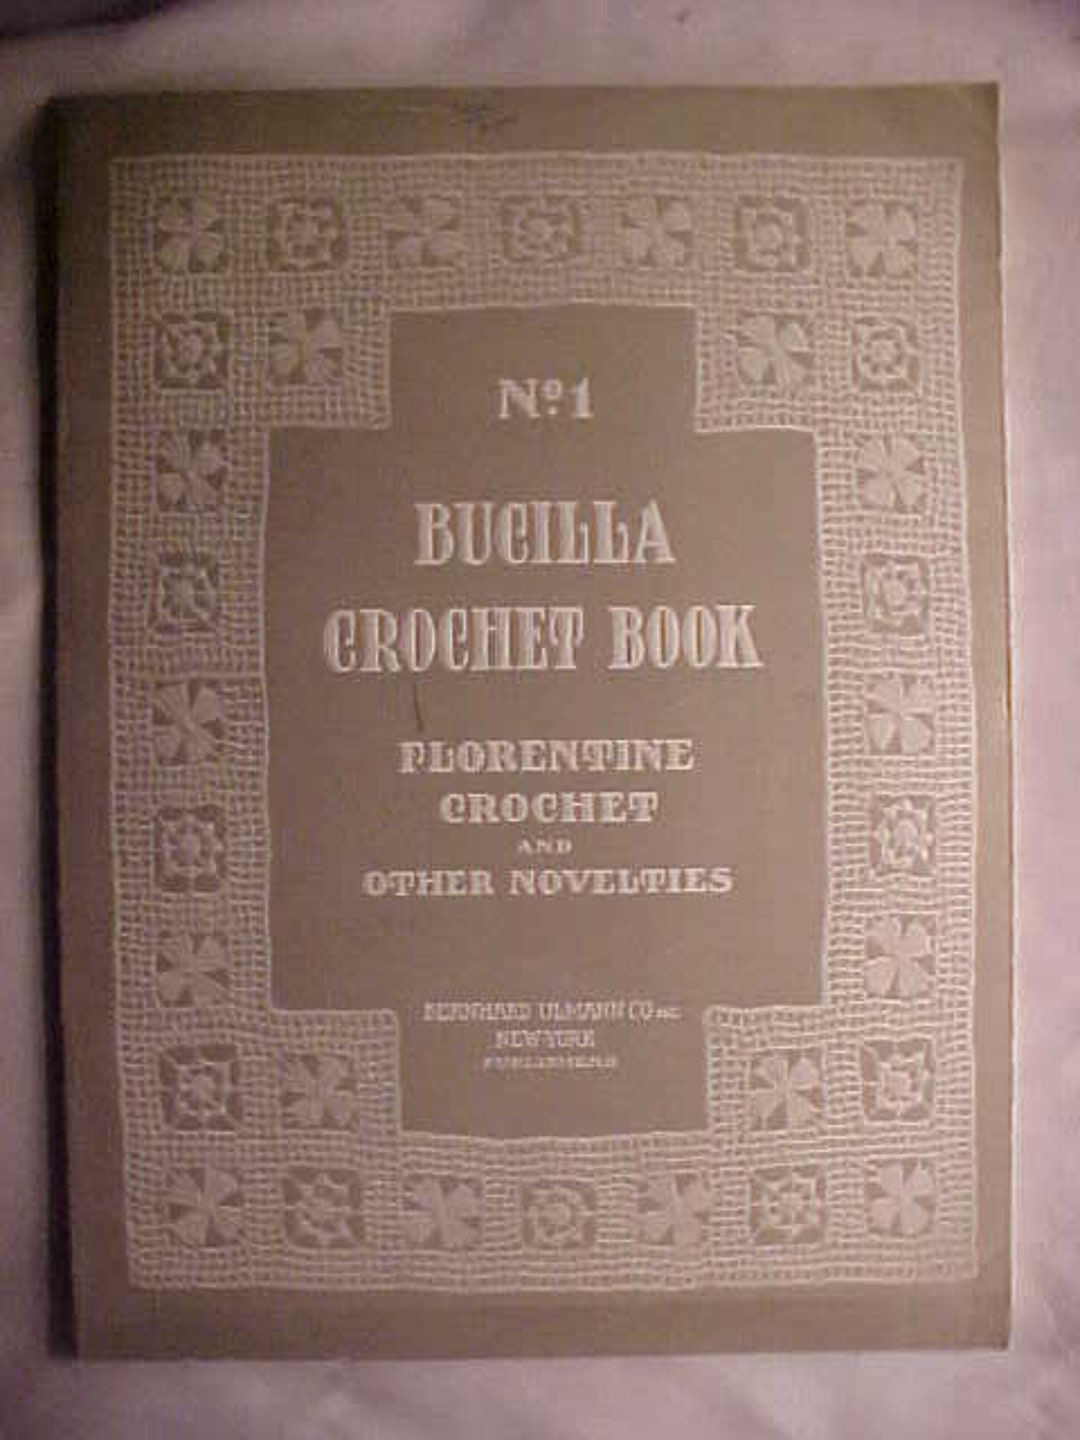 Nº 1
BUCILLA
CROCHET BOOK
FLORENTINE
CROCHET
AND
OTHER NOVELTIES
BERNHARD ULMANN CO INC.
NEW YORK
PUBLISHERS